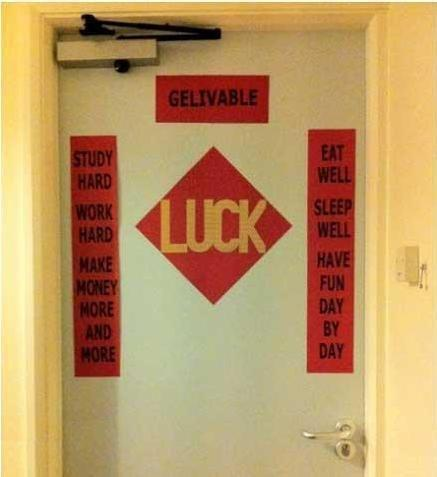 GELIVABLE
STUDY
HARD
WORK
HARD
MAKE
MONEY
MORE
AND
MORE
LUCK
EAT
WELL
SLEEP
WELL
HAVE
FUN
DAY
BY
DAY